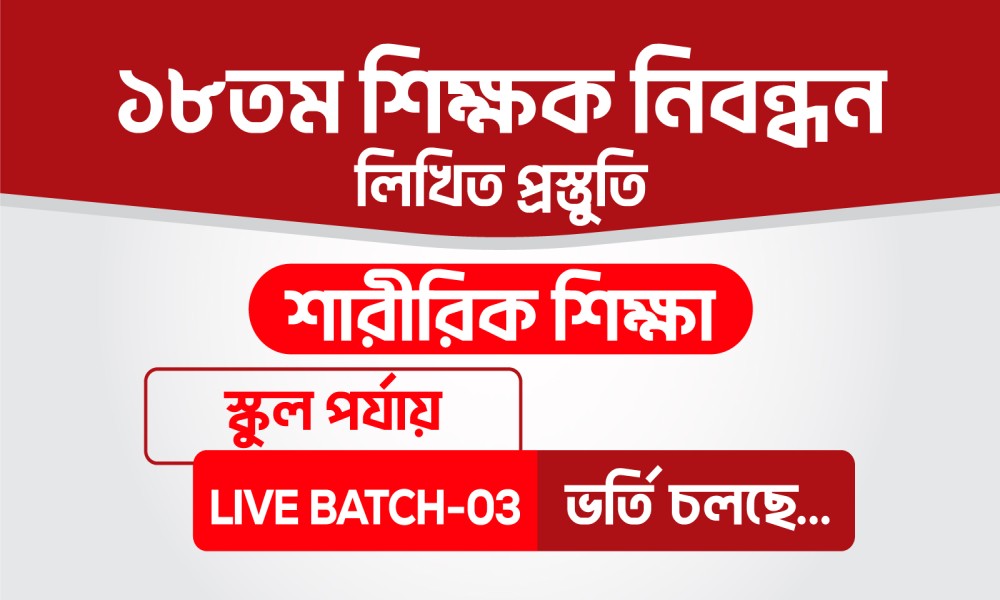 ১৮তম শিক্ষক নিবন্ধন
লিখিত প্রস্তুতি
শারীরিক শিক্ষা
স্কুল পর্যায়
LIVE BATCH-03 ভর্তি চলছে...